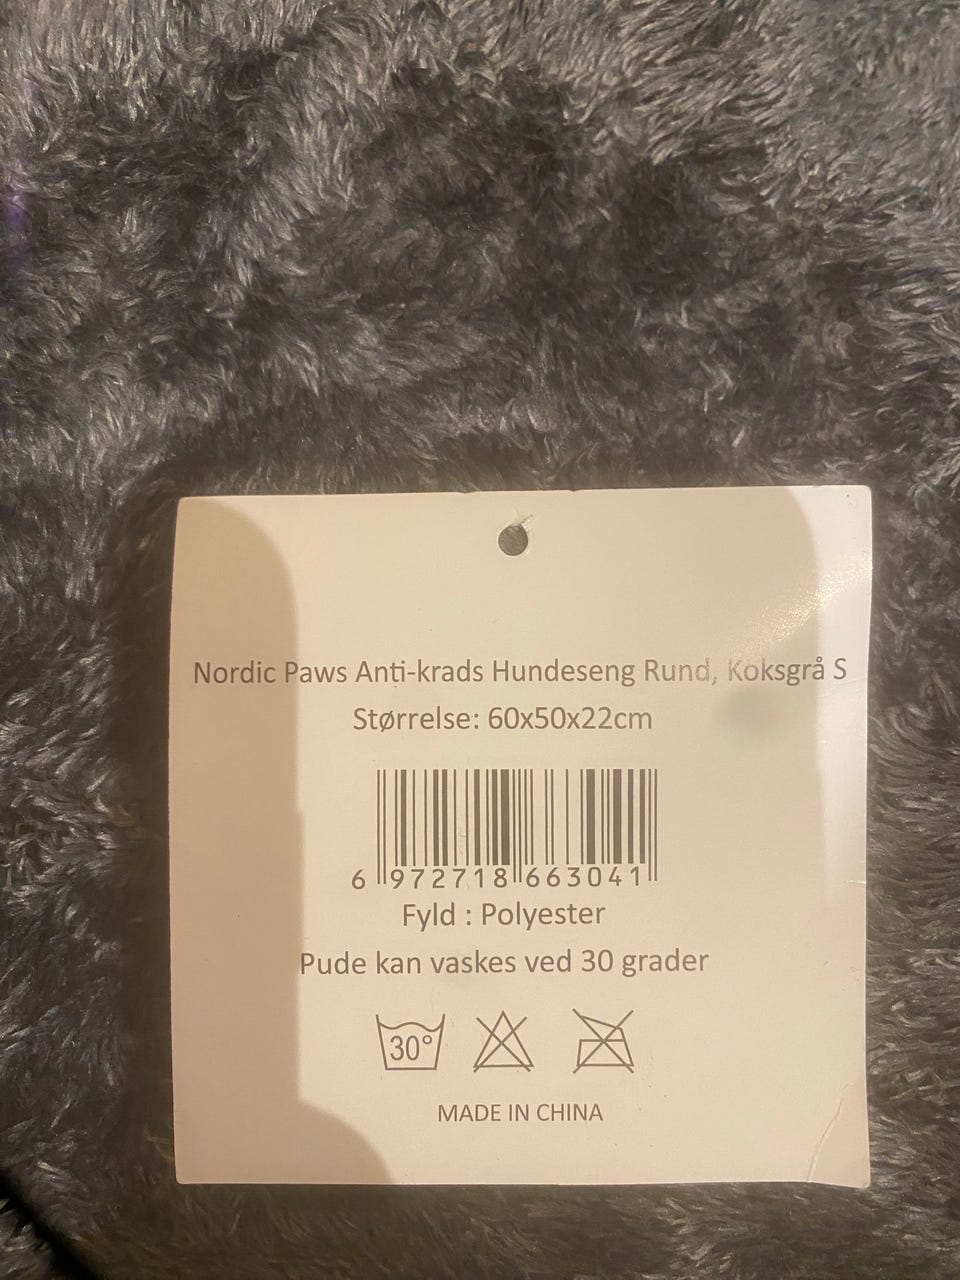 Nordic Paws Anti-krads Hundeseng Rund, Koksgrå S
Størrelse: 60x50x22cm
6 972718 663041
Fyld : Polyester
Pude kan vaskes ved 30 grader
30°
MADE IN CHINA